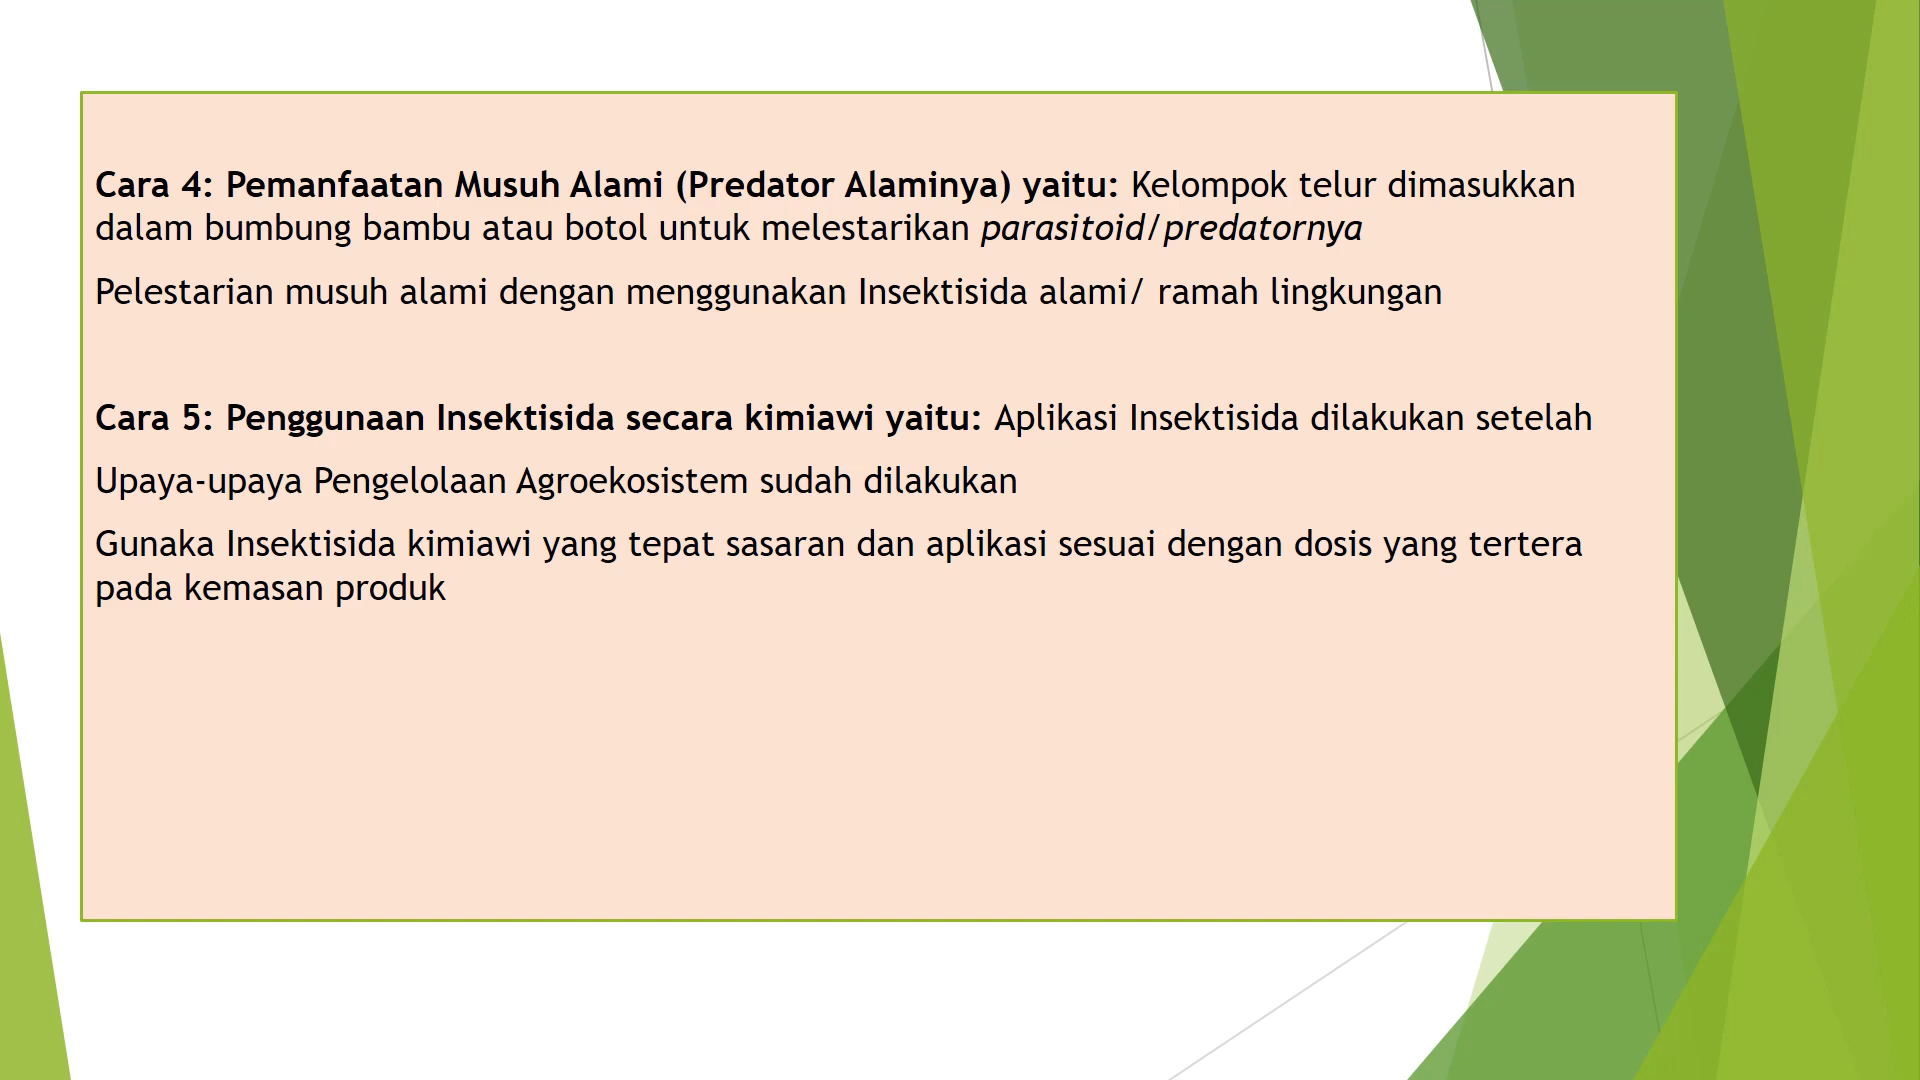 Cara 4: Pemanfaatan Musuh Alami (Predator Alaminya) yaitu: Kelompok telur dimasukkan
dalam bumbung bambu atau botol untuk melestarikan parasitoid/predatornya
Pelestarian musuh alami dengan menggunakan Insektisida alami/ ramah lingkungan
Cara 5: Penggunaan Insektisida secara kimiawi yaitu: Aplikasi Insektisida dilakukan setelah
Upaya-upaya Pengelolaan Agroekosistem sudah dilakukan
Gunaka Insektisida kimiawi yang tepat sasaran dan aplikasi sesuai dengan dosis yang tertera
pada kemasan produk